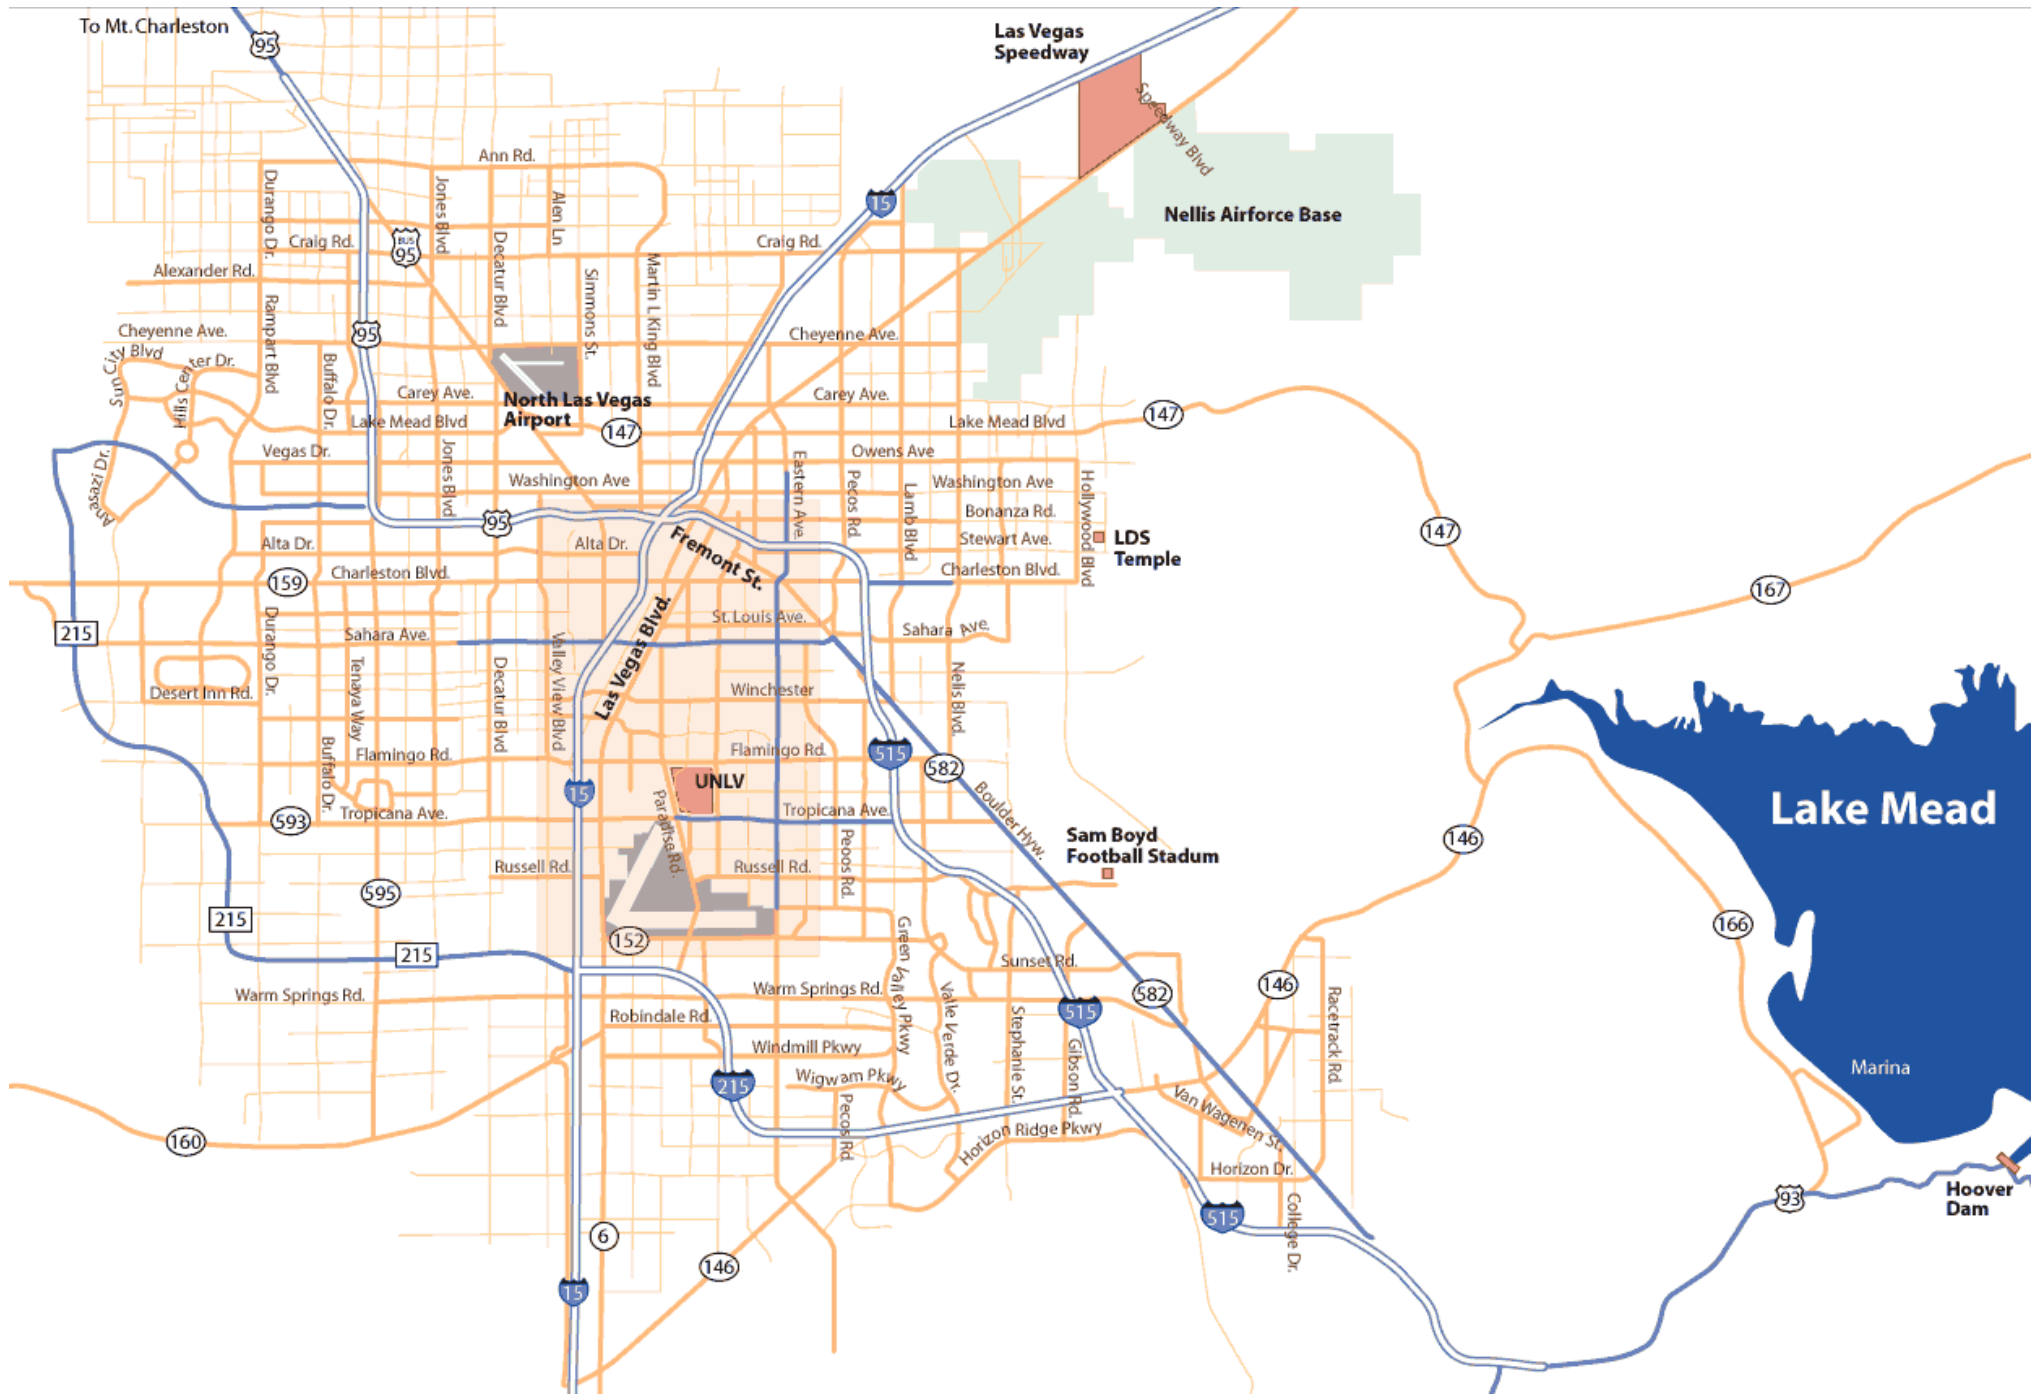 To Mt. Charleston
95
Las Vegas
Speedway
Speedway Blvd
Ann Rd.
Durango Dr.
Jones Blvd
Alen Ln
15
Nellis Airforce Base
Craig Rd.
BUS
95
Decatur Blvd
Craig Rd.
Alexander Rd.
Simmons St.
Martin L King Blvd
Rampart Blvd
Cheyenne Ave.
95
Cheyenne Ave.
Sun City Blvd
Hills Center Dr.
Buffalo Dr.
Carey Ave.
North Las Vegas
Airport
Carey Ave.
Lake Mead Blvd
147
Lake Mead Blvd
147
Vegas Dr.
Jones Blvd
Owens Ave
Anasazi Dr.
Washington Ave
Eastern Ave.
Pecos Rd
Lamb Blvd
Washington Ave
Hollywood Blvd
Bonanza Rd.
95
147
Alta Dr.
Alta Dr.
Fremont St.
Stewart Ave.
LDS
Temple
159
Charleston Blvd.
Charleston Blvd.
167
Durango Dr.
Las Vegas Blvd.
St. Louis Ave.
215
Sahara Ave.
Valley View Blvd
Sahara Ave.
Tenaya Way
Decatur Blvd
Nelis Blvd.
Desert Inn Rd.
Winchester
Buffalo Dr.
Flamingo Rd.
Flamingo Rd.
515
582
UNLV
15
Paradise Rd.
Boulder Hyw.
Lake Mead
593
Tropicana Ave.
Tropicana Ave.
Sam Boyd
Football Stadum
146
Russell Rd.
Russell Rd.
Peoos Rd.
595
215
152
166
215
Green Valley Pkwy
Sunset Rd.
Warm Springs Rd.
Warm Springs Rd.
Valle Verde Dr.
582
146
Racetrack Rd.
Robindale Rd.
Stephanie St.
515
Gibson Rd.
Windmill Pkwy
215
Wigwam Pkwy
Marina
Pecos Rd.
Van Wagenen St.
160
Horizon Ridge Pkwy
Horizon Dr.
93
Hoover
Dam
515
College Dr.
6
146
15